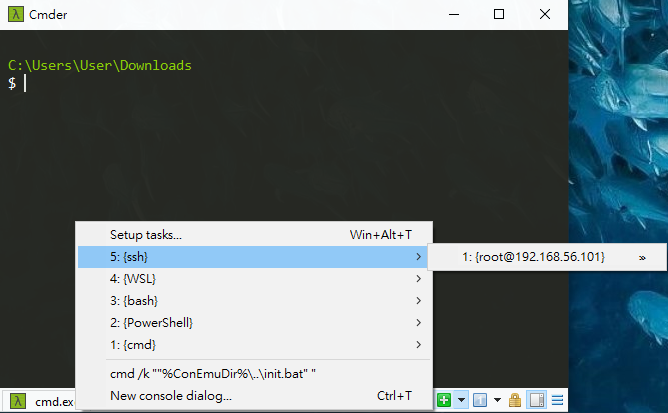 Cmder
C:\Users\User\Downloads
$
Setup tasks... Win+Alt+T
5: {ssh}
1: {root@192.168.56.101} »
4: {WSL}
3: {bash}
2: {PowerShell}
1: {cmd}
cmd /k ""%ConEmuDir%\..\init.bat" "
New console dialog... Ctrl+T
cmd.ex
1